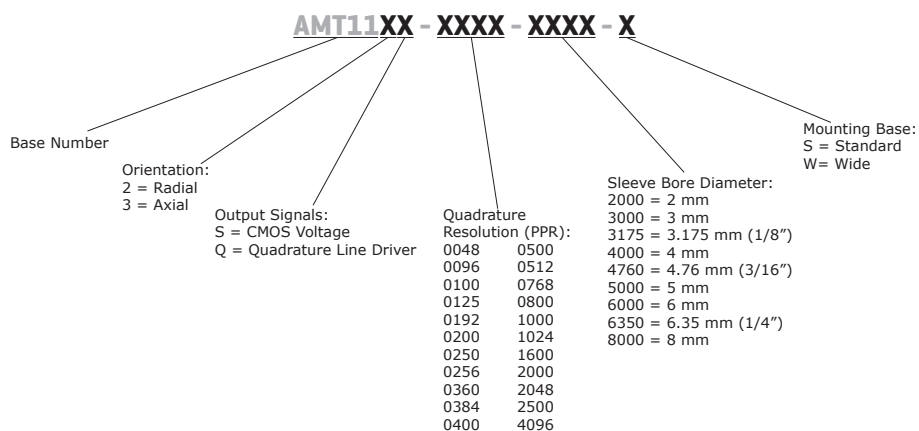 AMT11XX - XXXX - XXXX - X
Base Number
Orientation:
2 = Radial
3 = Axial
Output Signals:
S = CMOS Voltage
Q = Quadrature Line Driver
Quadrature
Resolution (PPR):
0048 0500
0096 0512
0100 0768
0125 0800
0192 1000
0200 1024
0250 1600
0256 2000
0360 2048
0384 2500
0400 4096
Sleeve Bore Diameter:
2000 = 2 mm
3000 = 3 mm
3175 = 3.175 mm (1/8”)
4000 = 4 mm
4760 = 4.76 mm (3/16”)
5000 = 5 mm
6000 = 6 mm
6350 = 6.35 mm (1/4”)
8000 = 8 mm
Mounting Base:
S = Standard
W= Wide